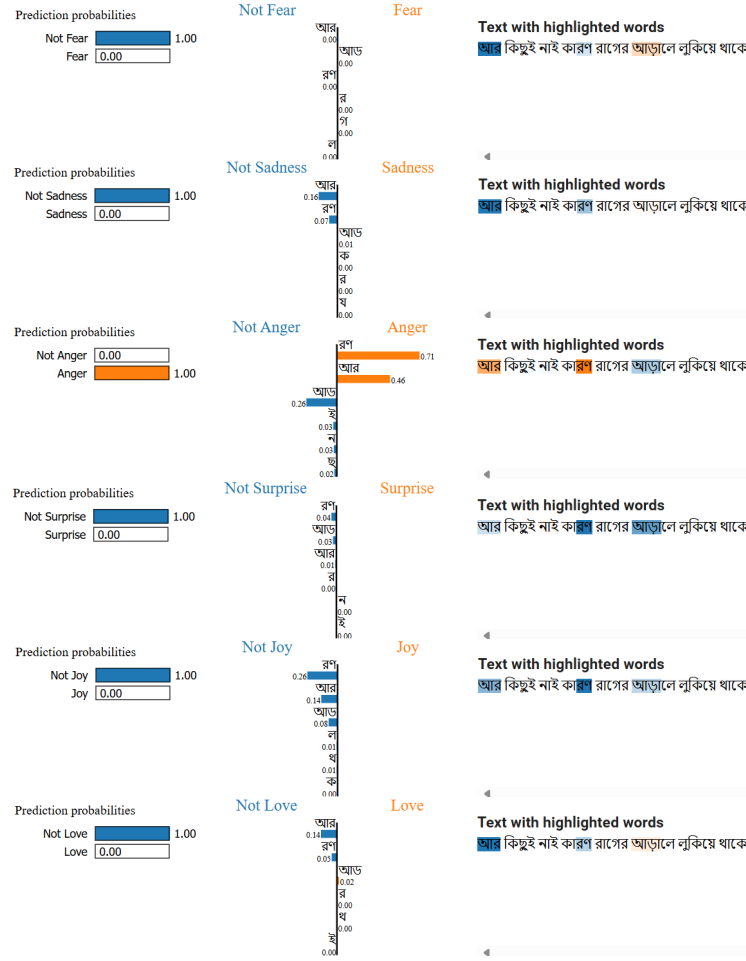 Prediction probabilities
Not Fear 1.00
Fear 0.00
Not Fear Fear
আর
0.00
আড
0.00
রণ
0.00
র
0.00
গ
0.00
ল
0.00
Text with highlighted words
আর কিছুই নাই কারণ রাগের আড়ালে লুকিয়ে থাকে
Prediction probabilities
Not Sadness 1.00
Sadness 0.00
Not Sadness Sadness
আর
0.16
রণ
0.07
আড
0.01
ক
0.00
র
0.00
য
0.00
Text with highlighted words
আর কিছুই নাই কারণ রাগের আড়ালে লুকিয়ে থাকে
Prediction probabilities
Not Anger 0.00
Anger 1.00
Not Anger Anger
রণ
0.71
আর
0.46
আড
0.26
ই
0.03
ন
0.03
ছ
0.02
Text with highlighted words
আর কিছুই নাই কারণ রাগের আড়ালে লুকিয়ে থাকে
Prediction probabilities
Not Surprise 1.00
Surprise 0.00
Not Surprise Surprise
রণ
0.04
আড
0.03
আর
0.01
0.00
ন
0.00
ই
0.00
Text with highlighted words
আর কিছুই নাই কারণ রাগের আড়ালে লুকিয়ে থাকে
Prediction probabilities
Not Joy 1.00
Joy 0.00
Not Joy Joy
রণ
0.26
আর
0.14
আড
0.08
ল
0.01
থ
0.01
ক
0.00
Text with highlighted words
আর কিছুই নাই কারণ রাগের আড়ালে লুকিয়ে থাকে
Prediction probabilities
Not Love 1.00
Love 0.00
Not Love Love
আর
0.14
রণ
0.05
আড
0.02
র
0.00
থ
0.00
ই
0.00
Text with highlighted words
আর কিছুই নাই কারণ রাগের আড়ালে লুকিয়ে থাকে